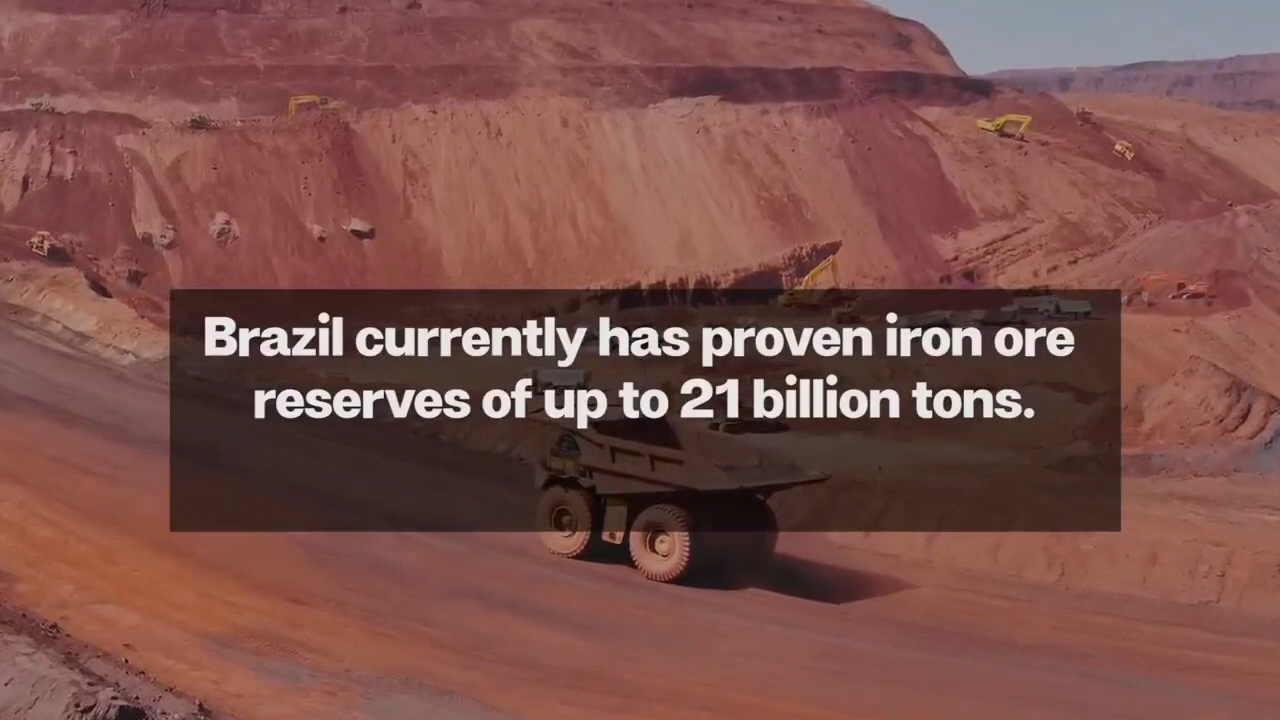 Brazil currently has proven iron ore
reserves of up to 21 billion tons.